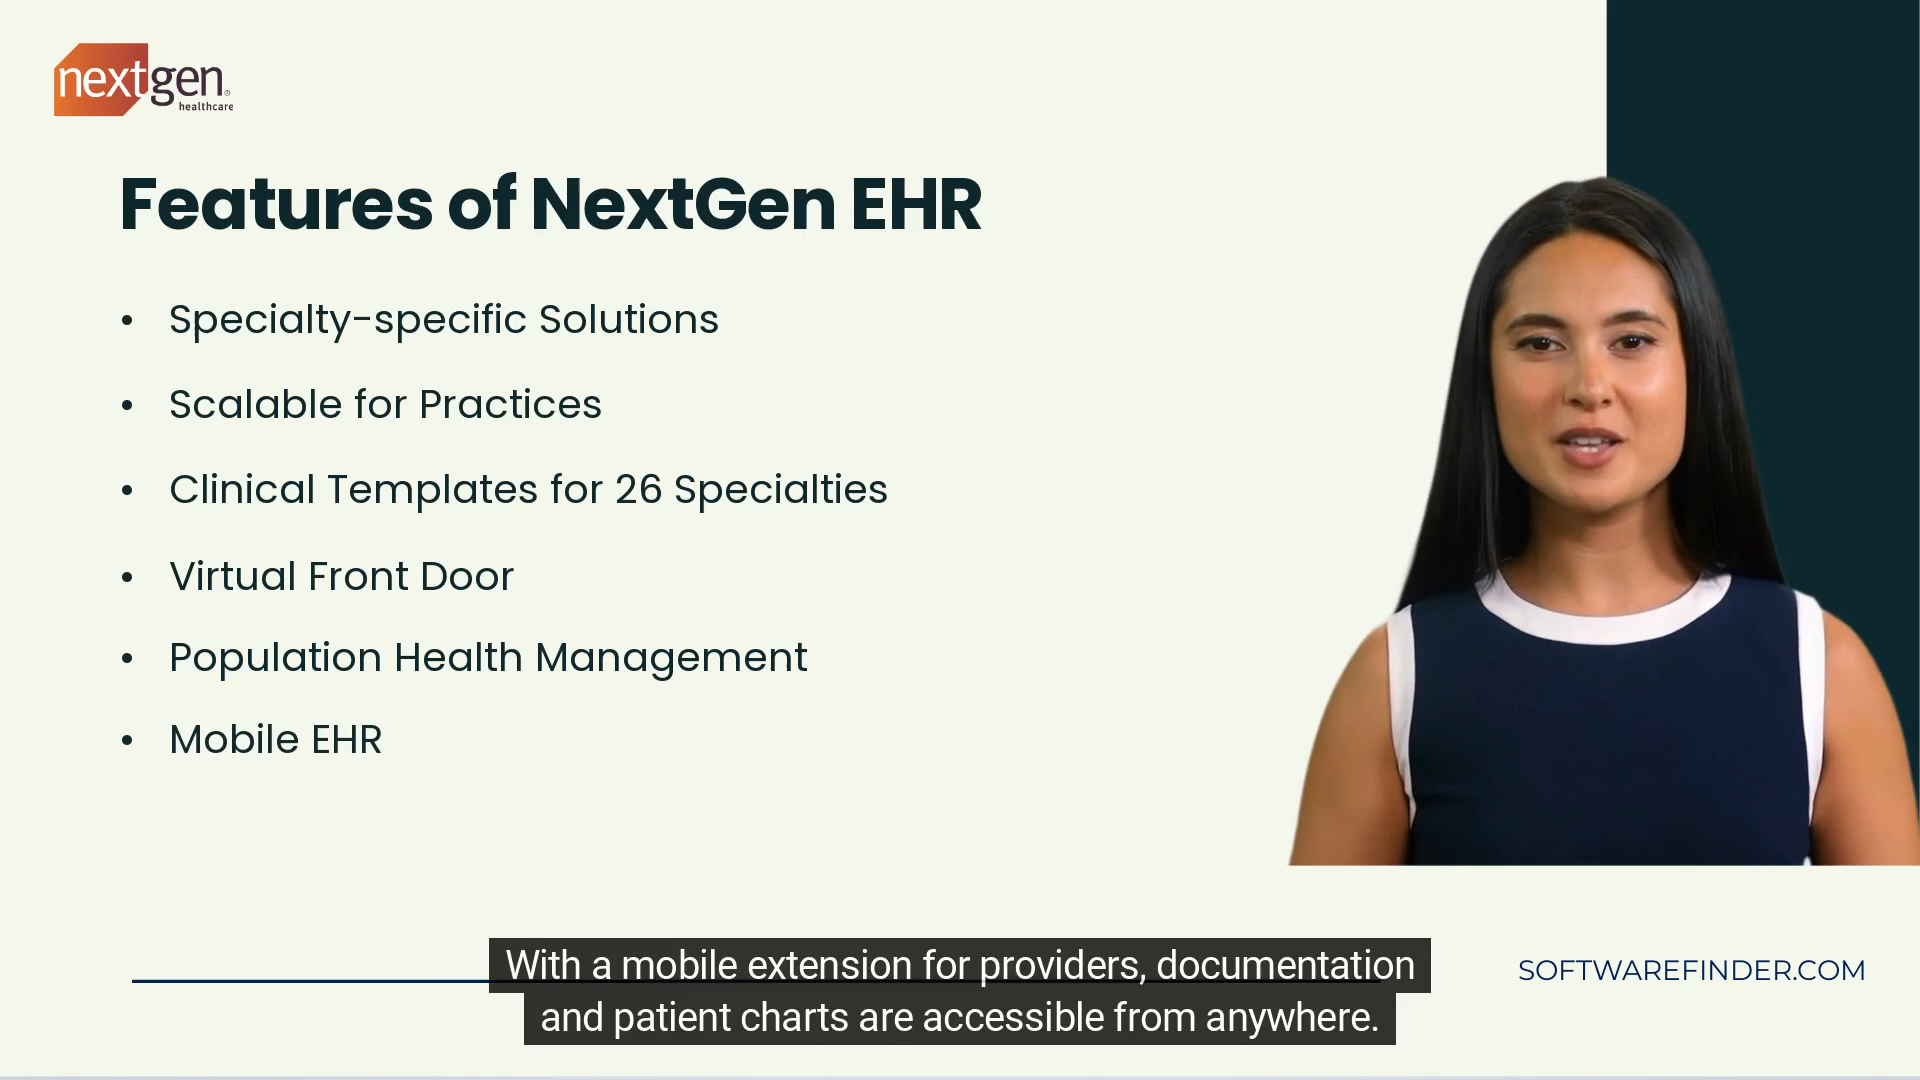 nextgen
healthcare
Features of NextGen EHR
• Specialty-specific Solutions
• Scalable for Practices
• Clinical Templates for 26 Specialties
• Virtual Front Door
• Population Health Management
• Mobile EHR
With a mobile extension for providers, documentation
and patient charts are accessible from anywhere.
SOFTWAREFINDER.COM